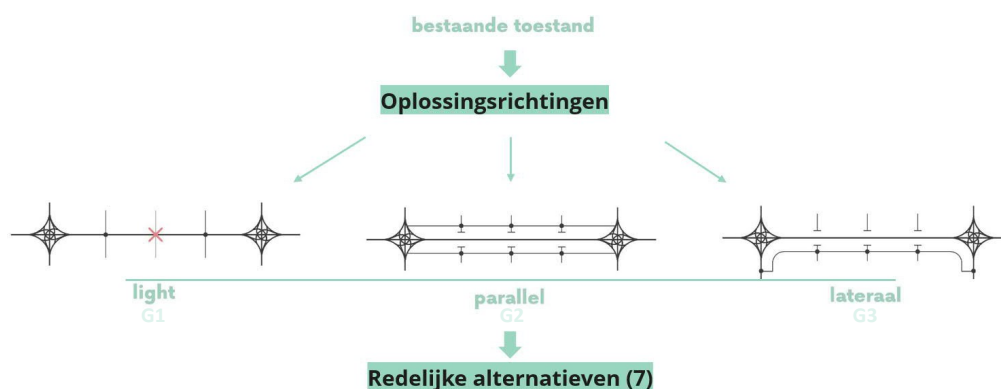 bestaande toestand
Oplossingsrichtingen
light
G1
parallel
G2
lateraal
G3
Redelijke alternatieven (7)